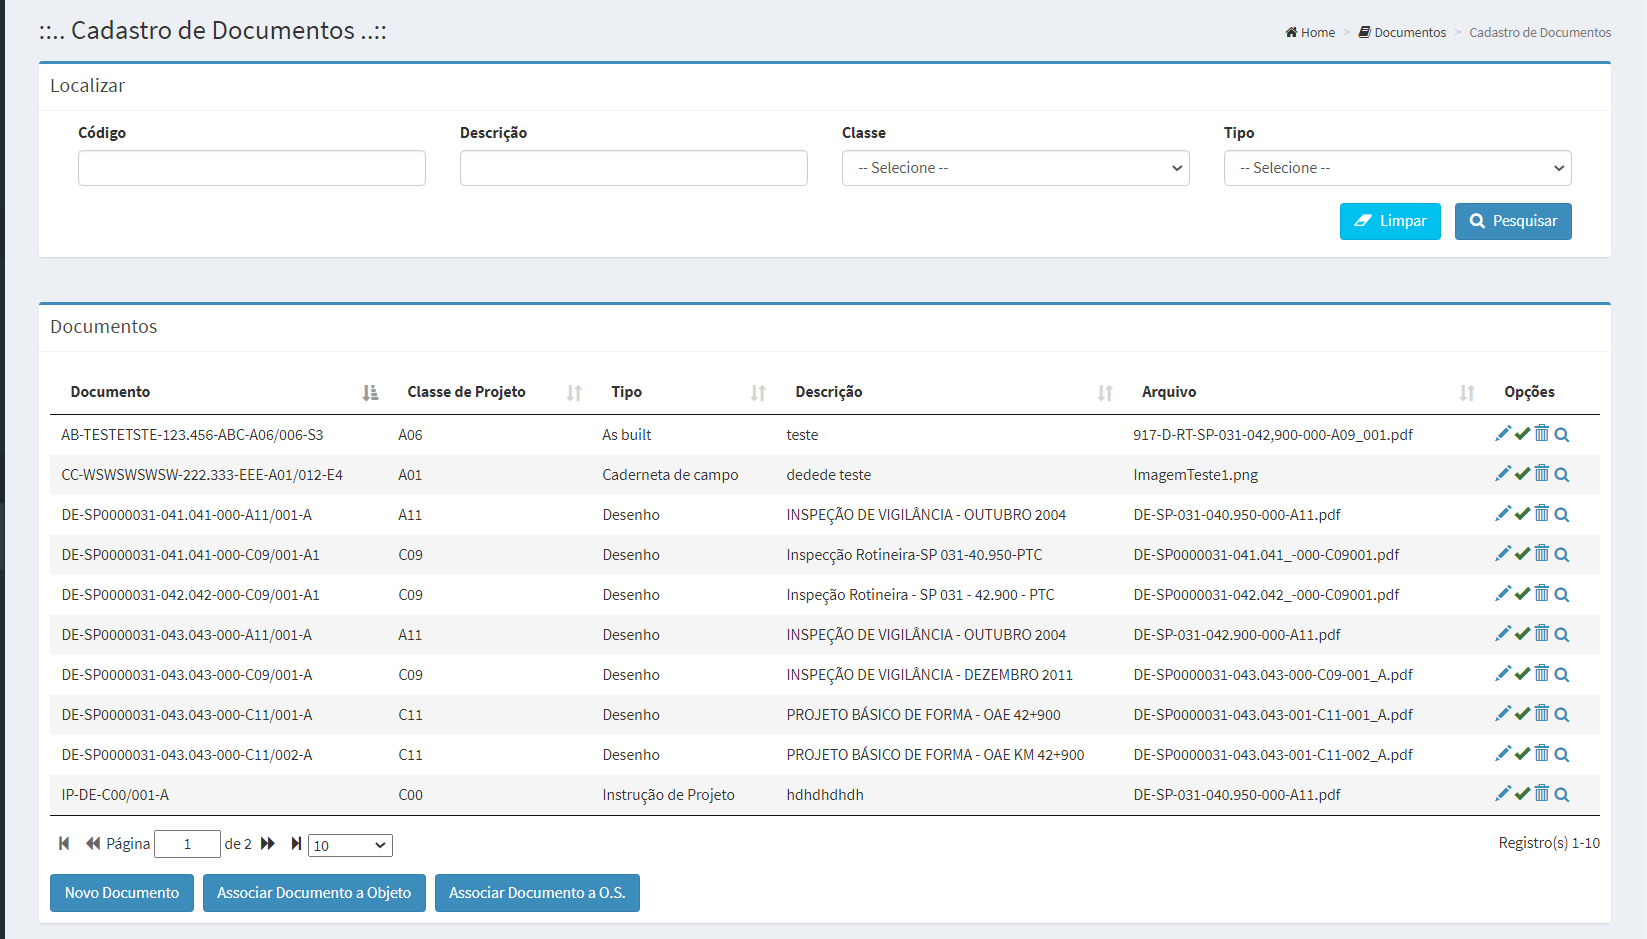 ::.. Cadastro de Documentos ..::
Home > Documentos > Cadastro de Documentos
Localizar
Código Descrição Classe Tipo
-- Selecione -- -- Selecione --
Limpar Pesquisar
Documentos
Documento Classe de Projeto Tipo Descrição Arquivo Opções
AB-TESTETSTE-123.456-ABC-A06/006-S3 A06 As built teste 917-D-RT-SP-031-042,900-000-A09_001.pdf
CC-WSWSWSWSW-222.333-EEE-A01/012-E4 A01 Caderneta de campo dedede teste ImagemTeste1.png
DE-SP0000031-041.041-000-A11/001-A A11 Desenho INSPEÇÃO DE VIGILÂNCIA - OUTUBRO 2004 DE-SP-031-040.950-000-A11.pdf
DE-SP0000031-041.041-000-C09/001-A1 C09 Desenho Inspecção Rotineira-SP 031-40.950-PTC DE-SP0000031-041.041_-000-C09001.pdf
DE-SP0000031-042.042-000-C09/001-A1 C09 Desenho Inspeção Rotineira - SP 031 - 42.900 - PTC DE-SP0000031-042.042_-000-C09001.pdf
DE-SP0000031-043.043-000-A11/001-A A11 Desenho INSPEÇÃO DE VIGILÂNCIA - OUTUBRO 2004 DE-SP-031-042.900-000-A11.pdf
DE-SP0000031-043.043-000-C09/001-A C09 Desenho INSPEÇÃO DE VIGILÂNCIA - DEZEMBRO 2011 DE-SP0000031-043.043-000-C09-001_A.pdf
DE-SP0000031-043.043-000-C11/001-A C11 Desenho PROJETO BÁSICO DE FORMA - OAE 42+900 DE-SP0000031-043.043-001-C11-001_A.pdf
DE-SP0000031-043.043-000-C11/002-A C11 Desenho PROJETO BÁSICO DE FORMA - OAE KM 42+900 DE-SP0000031-043.043-001-C11-002_A.pdf
IP-DE-C00/001-A C00 Instrução de Projeto hdhdhdhdh DE-SP-031-040.950-000-A11.pdf
Página 1 de 2 10 Registro(s) 1-10
Novo Documento Associar Documento a Objeto Associar Documento a O.S.